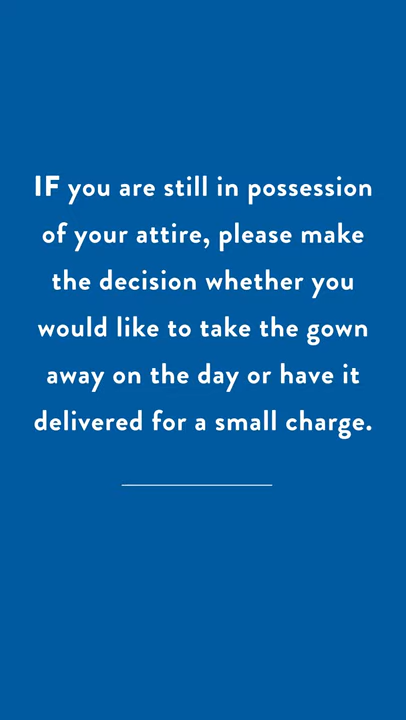 IF you are still in possession
of your attire, please make
the decision whether you
would like to take the gown
away on the day or have it
delivered for a small charge.